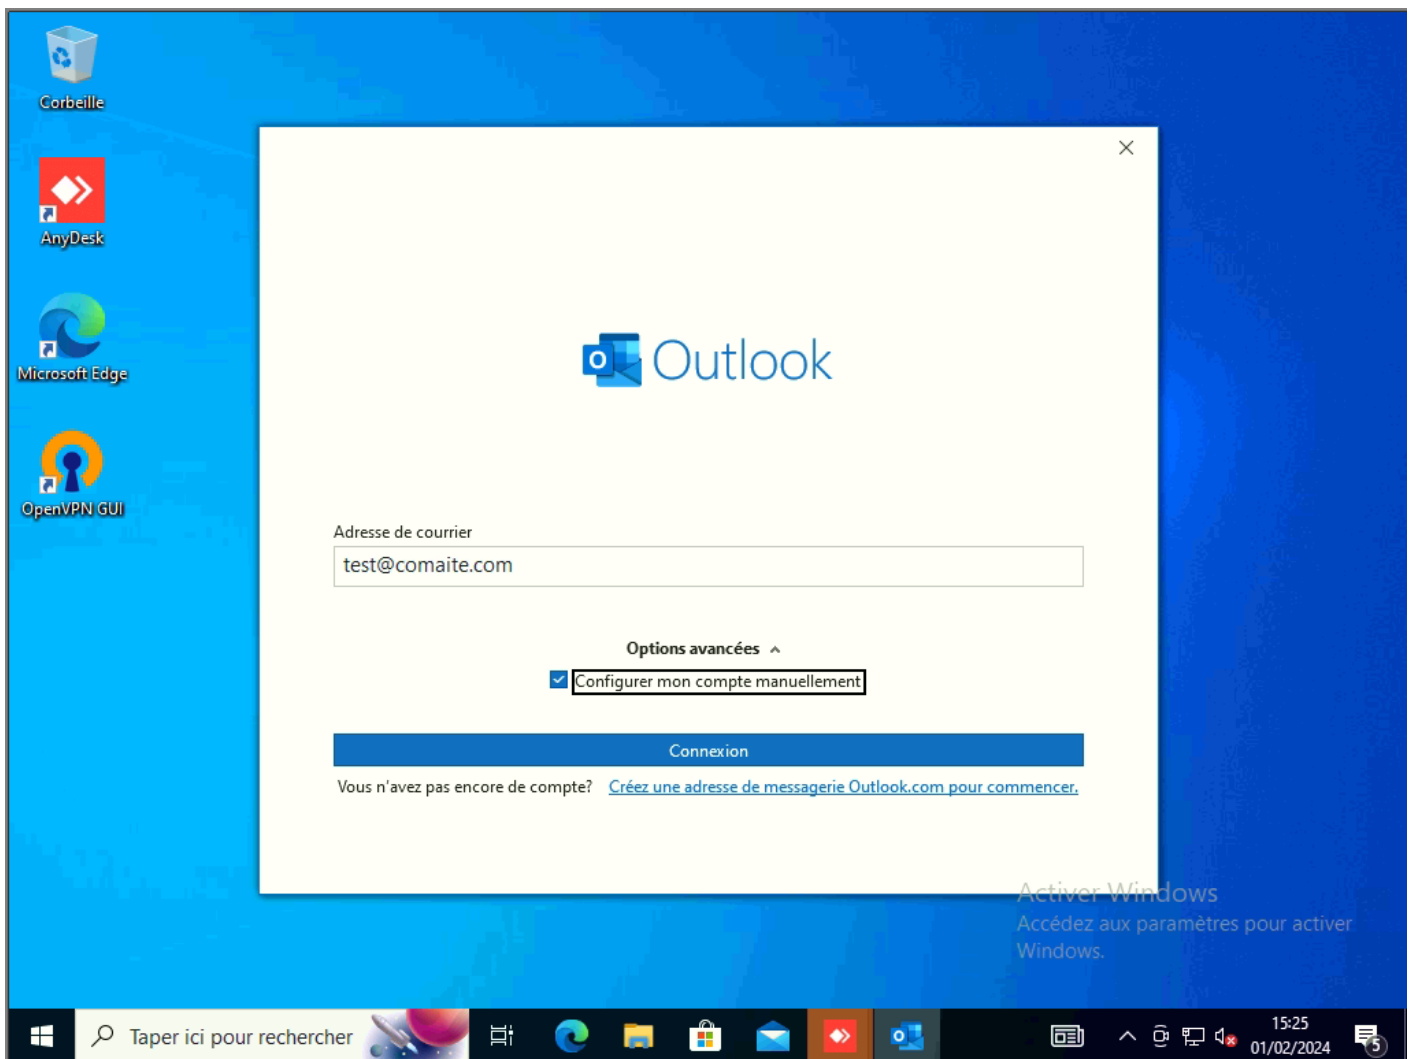 Corbeille
AnyDesk
Microsoft Edge
OpenVPN GUI
Outlook
Adresse de courrier
test@comaite.com
Options avancées
Configurer mon compte manuellement
Connexion
Vous n'avez pas encore de compte? Créez une adresse de messagerie Outlook.com pour commencer.
Activer Windows
Accédez aux paramètres pour activer
Windows.
Taper ici pour rechercher
15:25
01/02/2024
5